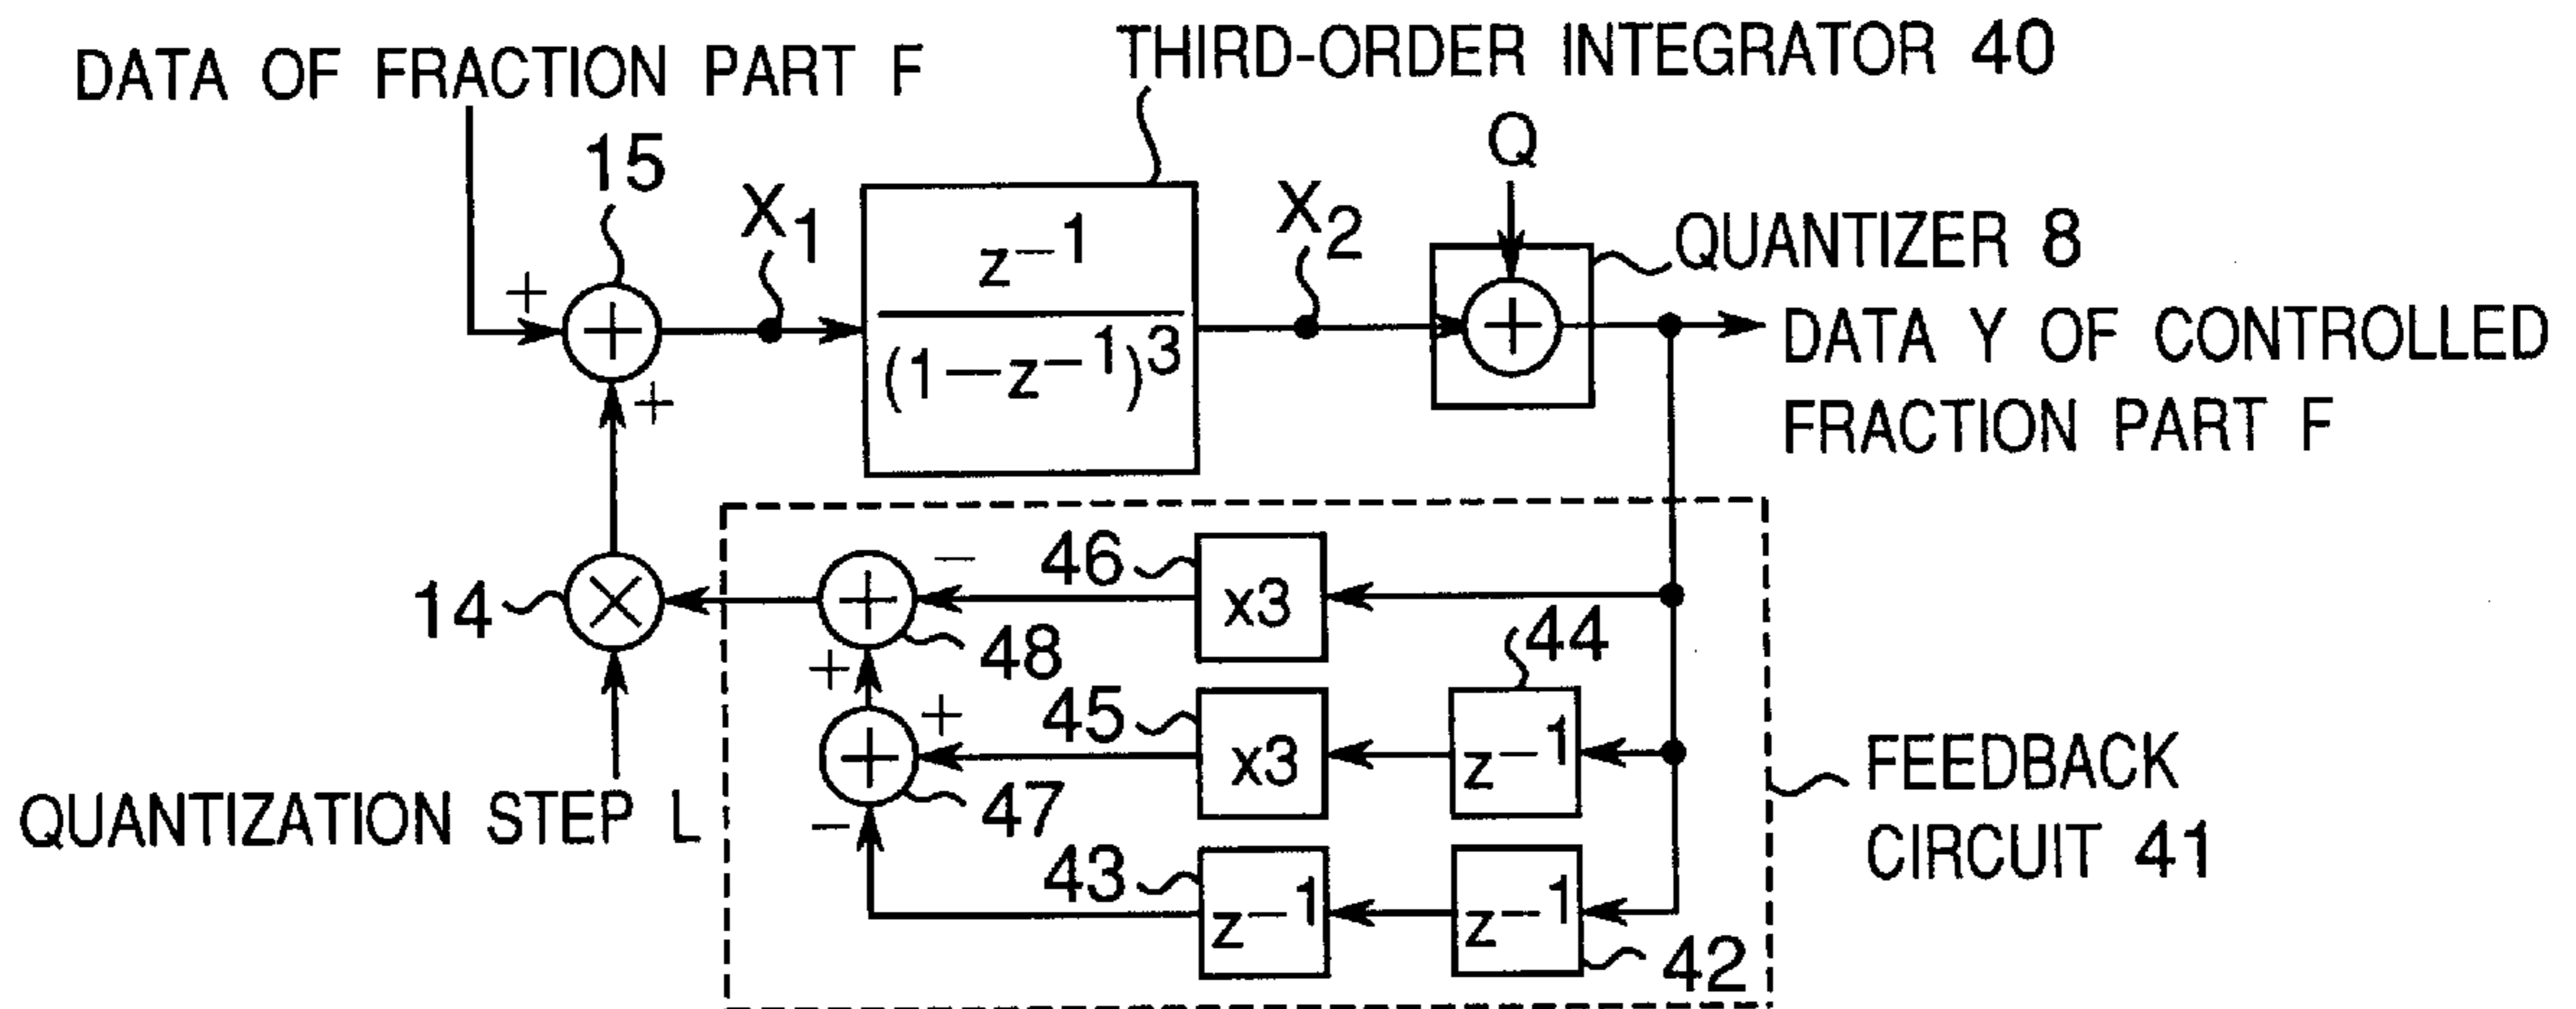 DATA OF FRACTION PART F
THIRD-ORDER INTEGRATOR 40
15
X1
z⁻¹
(1−z⁻¹)³
X2
Q
QUANTIZER 8
+
+
+
+
DATA Y OF CONTROLLED
FRACTION PART F
14
×
QUANTIZATION STEP L
+
−
48
46
x3
+
+
+
−
47
45
x3
44
z⁻¹
43
z⁻¹
z⁻¹
42
FEEDBACK
CIRCUIT 41